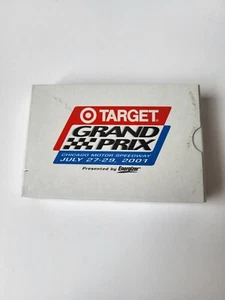 TARGET
GRAND
PRIX
CHICAGO MOTOR SPEEDWAY
JULY 27-29, 2001
Presented by Energizer